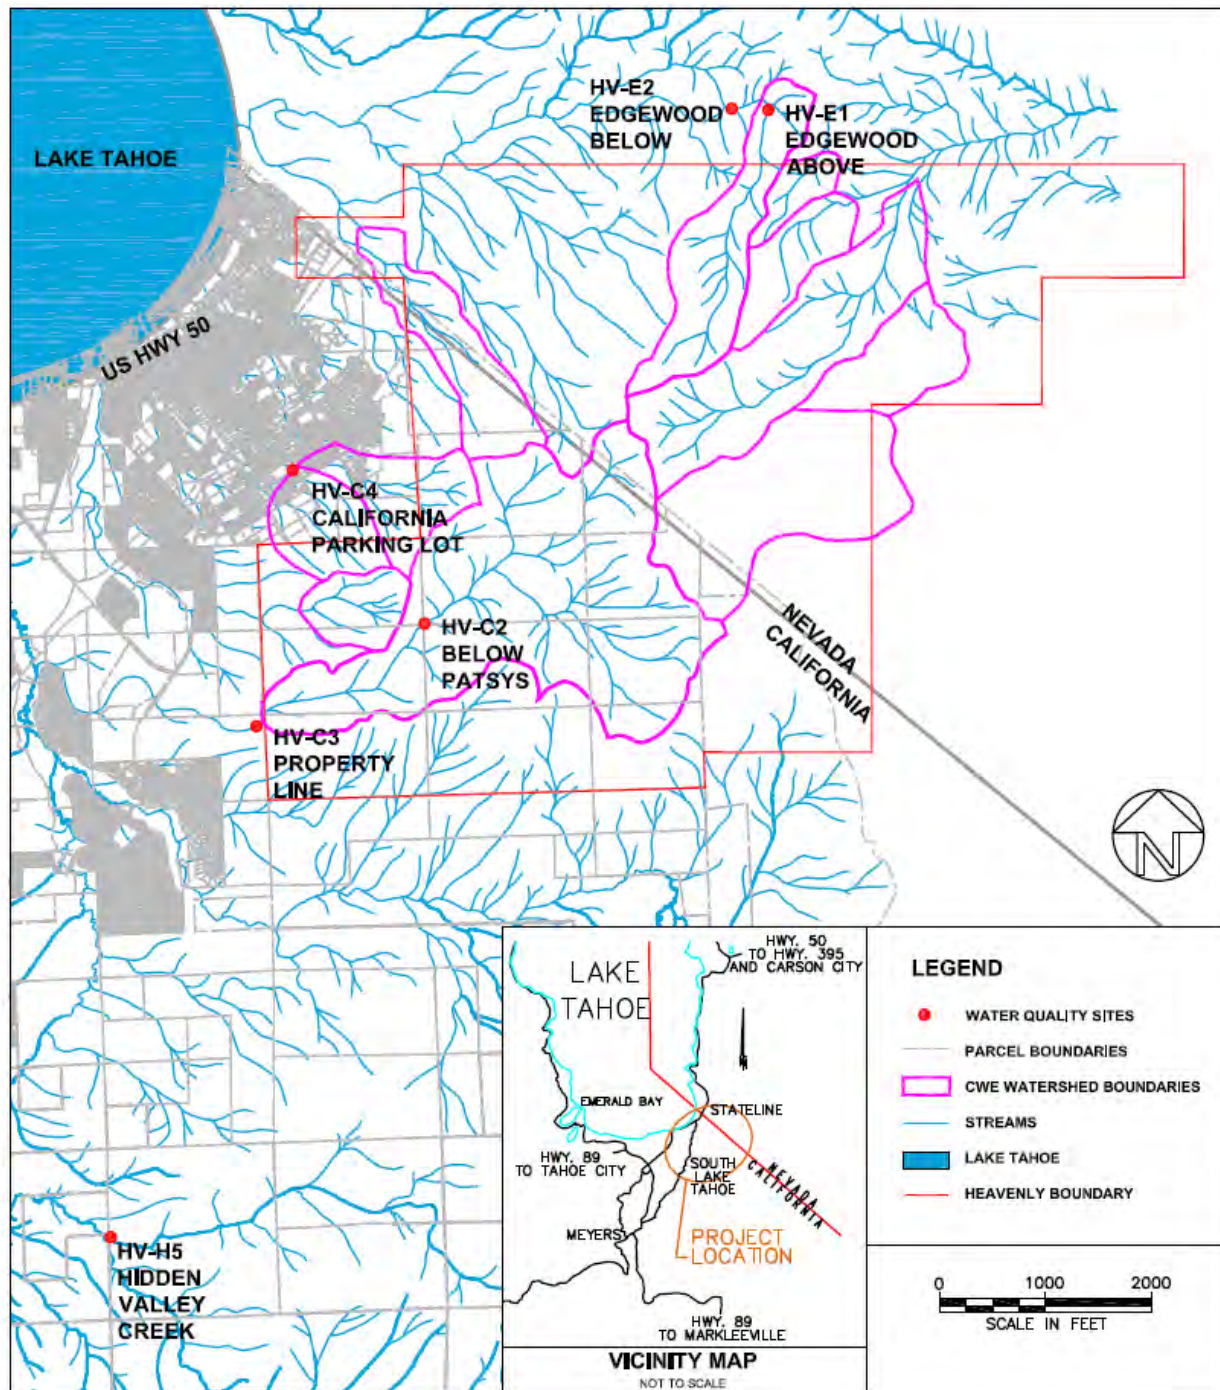 HV-E2
EDGEWOOD
BELOW
HV-E1
EDGEWOOD
ABOVE
LAKE TAHOE
US HWY 50
HV-C4
CALIFORNIA
PARKING LOT
HV-C2
BELOW
PATSYS
NEVADA
CALIFORNIA
HV-C3
PROPERTY
LINE
N
HV-H5
HIDDEN
VALLEY
CREEK
HWY. 50
TO HWY. 395
AND CARSON CITY
LAKE
TAHOE
N
EMERALD BAY
STATELINE
HWY. 89
TO TAHOE CITY
SOUTH
LAKE
TAHOE
NEVADA
CALIFORNIA
MEYERS
PROJECT
LOCATION
HWY. 89
TO MARKLEEVILLE
VICINITY MAP
NOT TO SCALE
LEGEND
WATER QUALITY SITES
PARCEL BOUNDARIES
CWE WATERSHED BOUNDARIES
STREAMS
LAKE TAHOE
HEAVENLY BOUNDARY
0 1000 2000
SCALE IN FEET